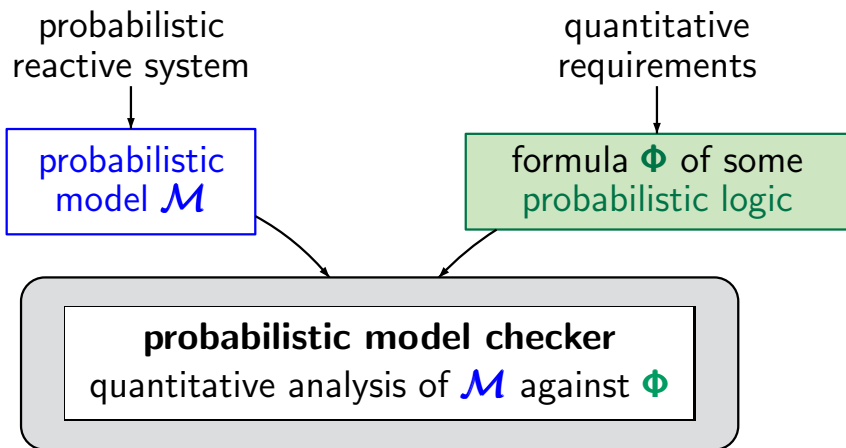 probabilistic
reactive system
quantitative
requirements
probabilistic
model 𝓜
formula Φ of some
probabilistic logic
probabilistic model checker
quantitative analysis of 𝓜 against Φ